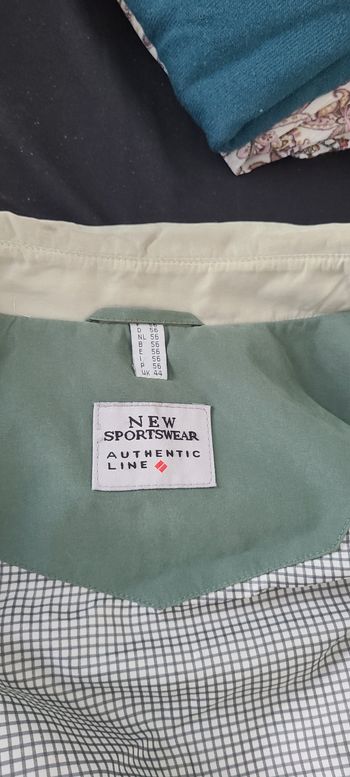 D 56
NL 56
B 56
E 56
I 56
P 56
UK 44
NEW
SPORTSWEAR
AUTHENTIC
LINE